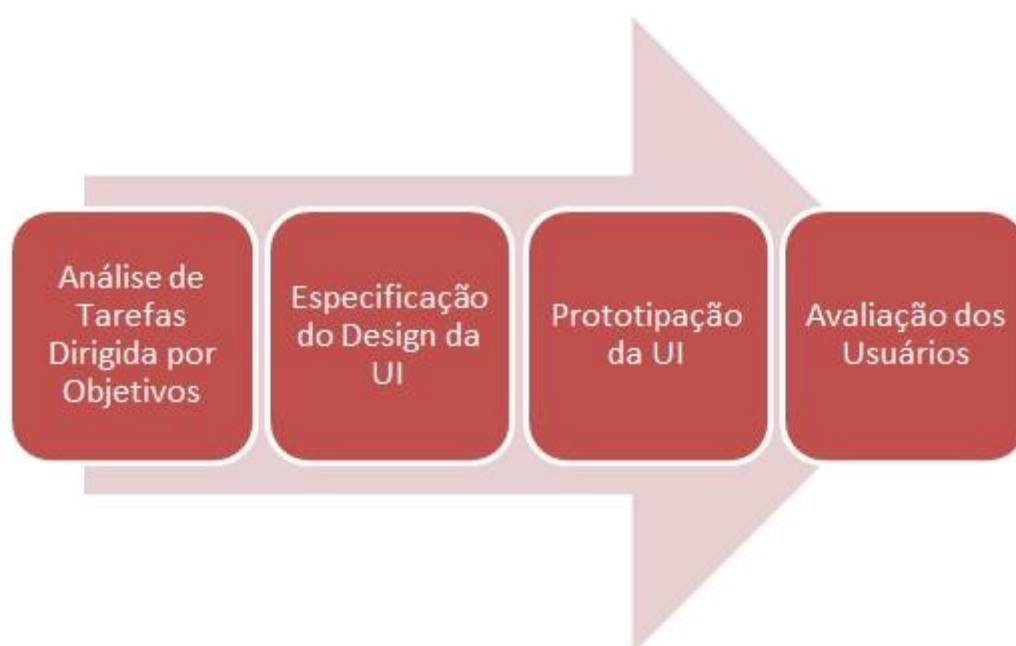 Análise de
Tarefas
Dirigida por
Objetivos
Especificação
do Design da
UI
Prototipação
da UI
Avaliação dos
Usuários